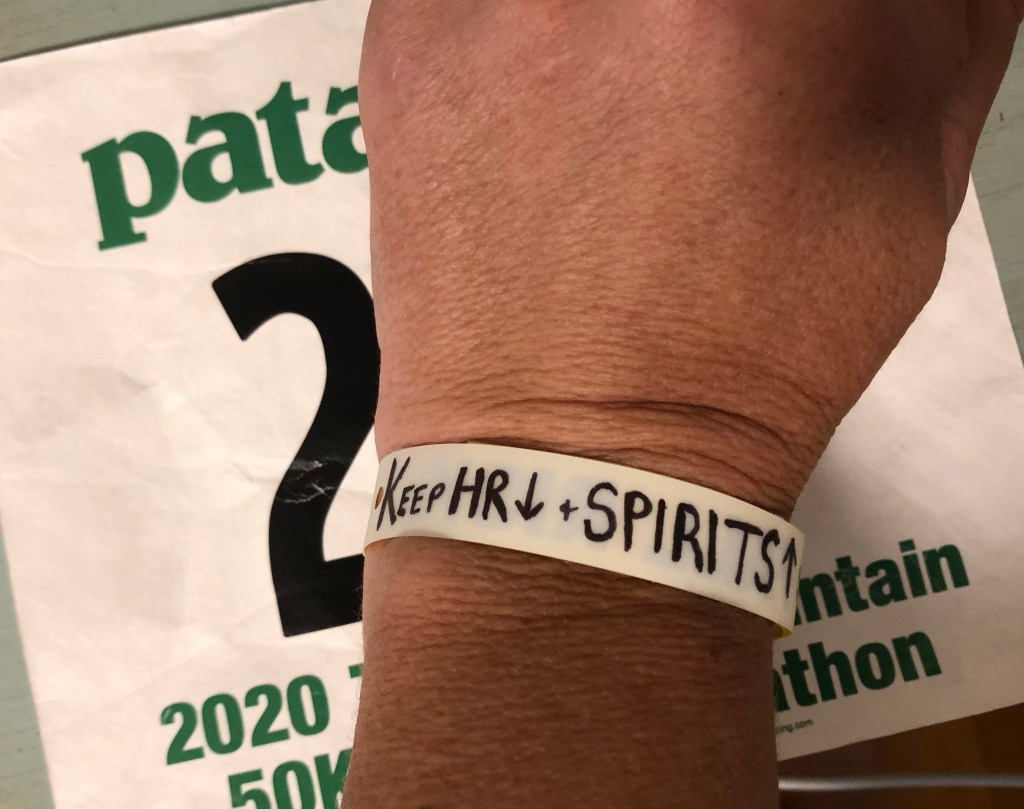 pata
2
•KEEP HR↓ + SPIRITS↑
2020
ntain
50K
athon